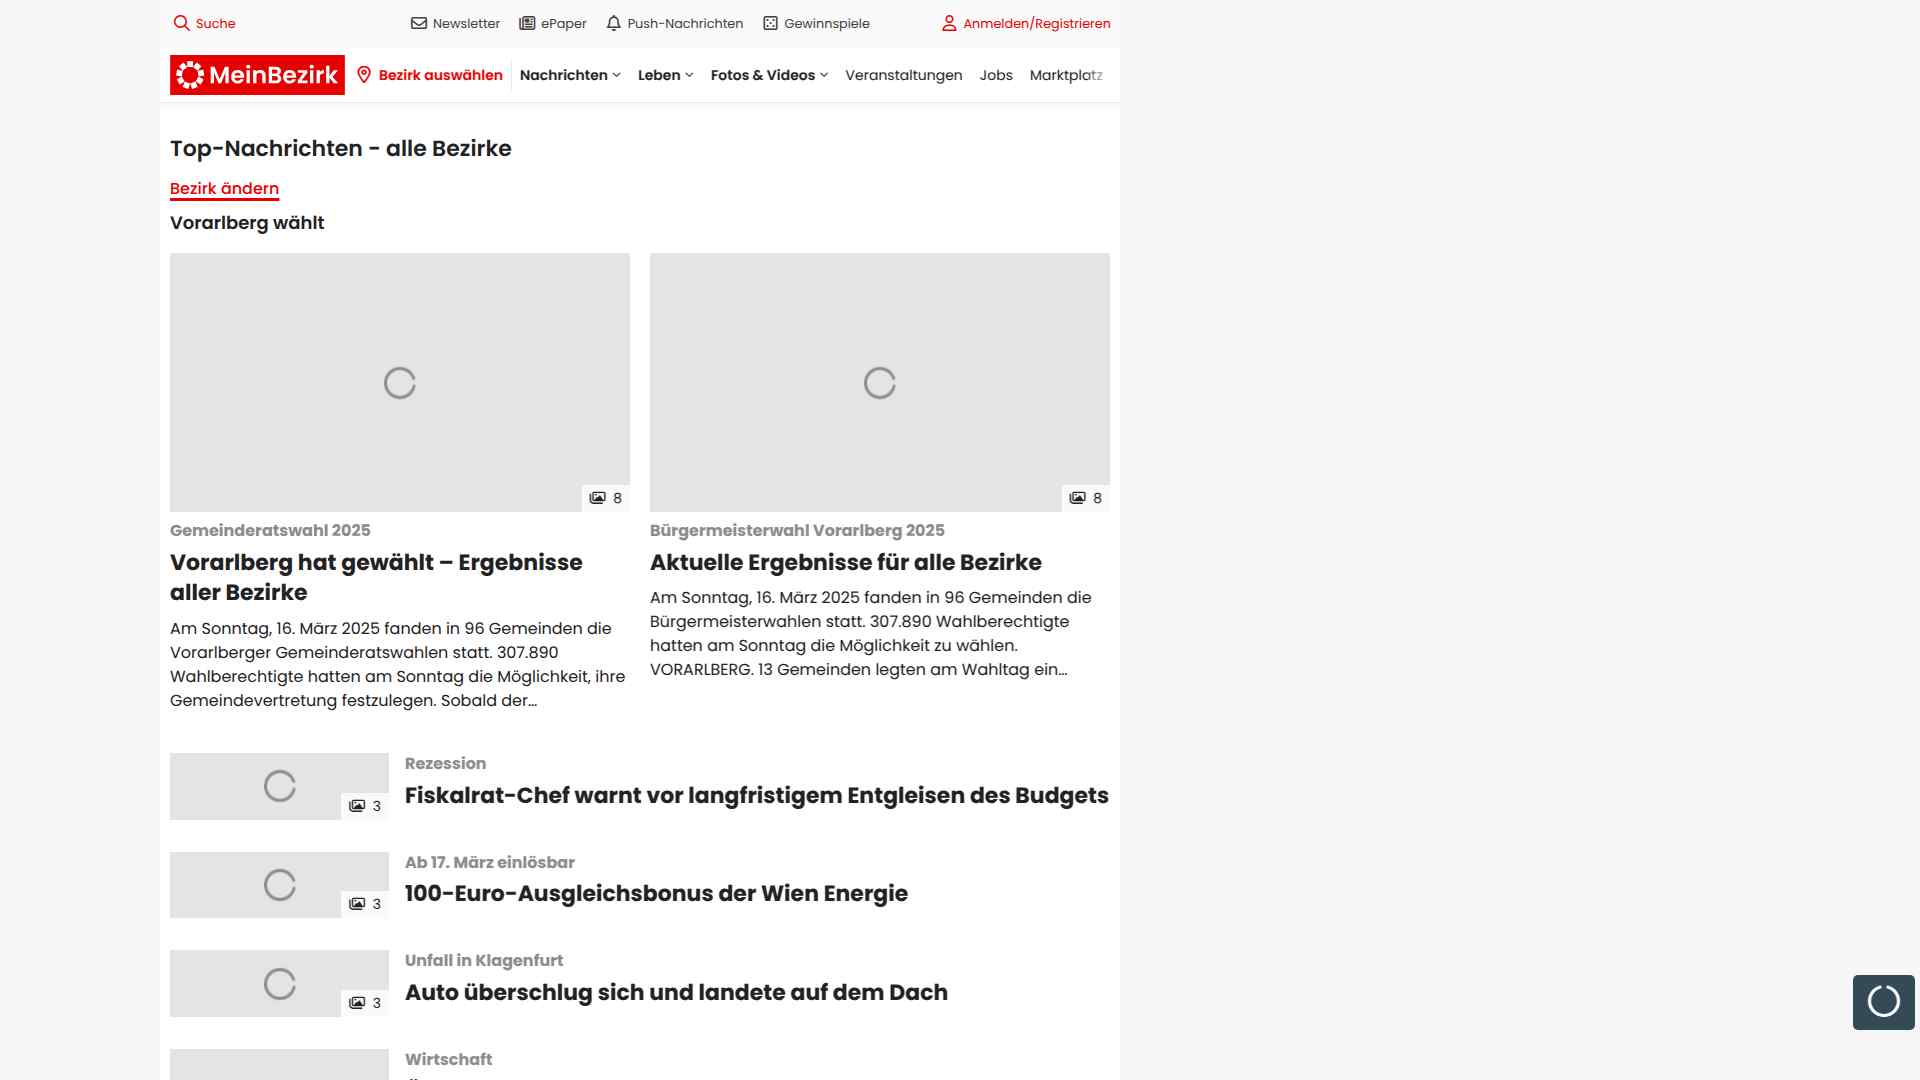 Suche
Newsletter
ePaper
Push-Nachrichten
Gewinnspiele
Anmelden/Registrieren
MeinBezirk
Bezirk auswählen
Nachrichten
Leben
Fotos & Videos
Veranstaltungen
Jobs
Marktplatz
Top-Nachrichten - alle Bezirke
Bezirk ändern
Vorarlberg wählt
8
Gemeinderatswahl 2025
Vorarlberg hat gewählt – Ergebnisse
aller Bezirke
Am Sonntag, 16. März 2025 fanden in 96 Gemeinden die
Vorarlberger Gemeinderatswahlen statt. 307.890
Wahlberechtigte hatten am Sonntag die Möglichkeit, ihre
Gemeindevertretung festzulegen. Sobald der...
8
Bürgermeisterwahl Vorarlberg 2025
Aktuelle Ergebnisse für alle Bezirke
Am Sonntag, 16. März 2025 fanden in 96 Gemeinden die
Bürgermeisterwahlen statt. 307.890 Wahlberechtigte
hatten am Sonntag die Möglichkeit zu wählen.
VORARLBERG. 13 Gemeinden legten am Wahltag ein...
3
Rezession
Fiskalrat-Chef warnt vor langfristigem Entgleisen des Budgets
3
Ab 17. März einlösbar
100-Euro-Ausgleichsbonus der Wien Energie
3
Unfall in Klagenfurt
Auto überschlug sich und landete auf dem Dach
Wirtschaft